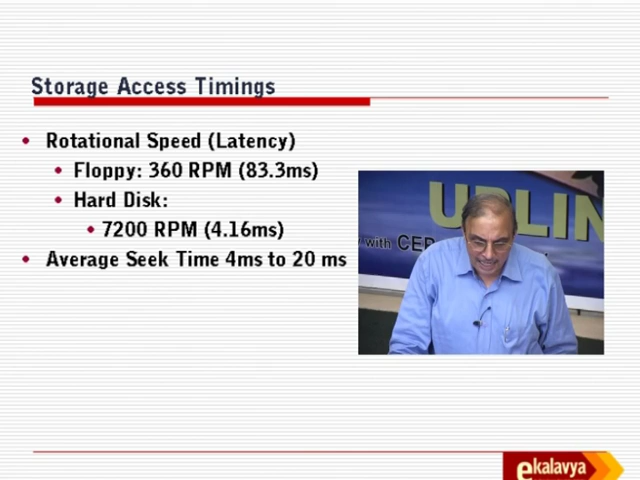 Storage Access Timings
• Rotational Speed (Latency)
• Floppy: 360 RPM (83.3ms)
• Hard Disk:
• 7200 RPM (4.16ms)
• Average Seek Time 4ms to 20 ms
UPLIN
with CEP
ekalavya